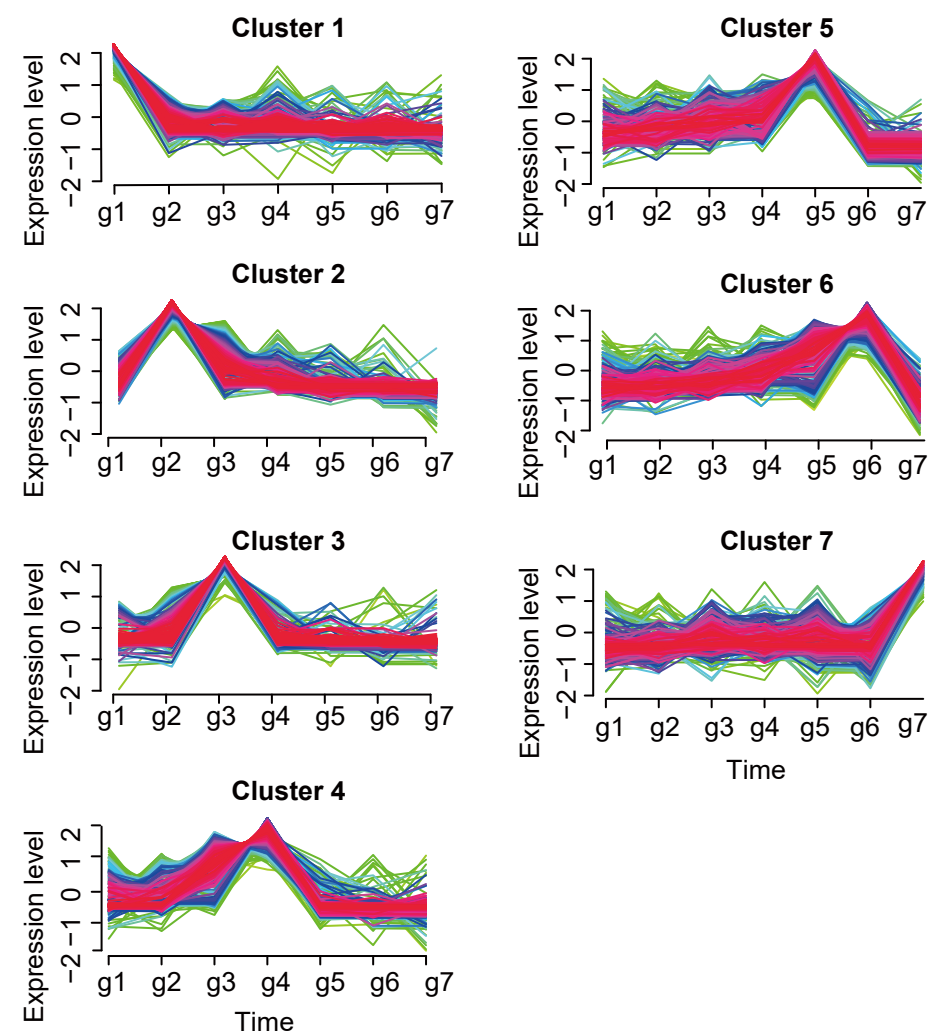 Cluster 1
Expression level
2
1
0
−1
−2
g1 g2 g3 g4 g5 g6 g7
Cluster 2
Expression level
2
1
0
−1
−2
g1 g2 g3 g4 g5 g6 g7
Cluster 3
Expression level
2
1
0
−1
−2
g1 g2 g3 g4 g5 g6 g7
Cluster 4
Expression level
2
1
0
−1
−2
g1 g2 g3 g4 g5 g6 g7
Time
Cluster 5
Expression level
2
1
0
−1
−2
g1 g2 g3 g4 g5 g6 g7
Cluster 6
Expression level
2
1
0
−1
−2
g1 g2 g3 g4 g5 g6 g7
Cluster 7
Expression level
2
1
0
−1
−2
g1 g2 g3 g4 g5 g6 g7
Time